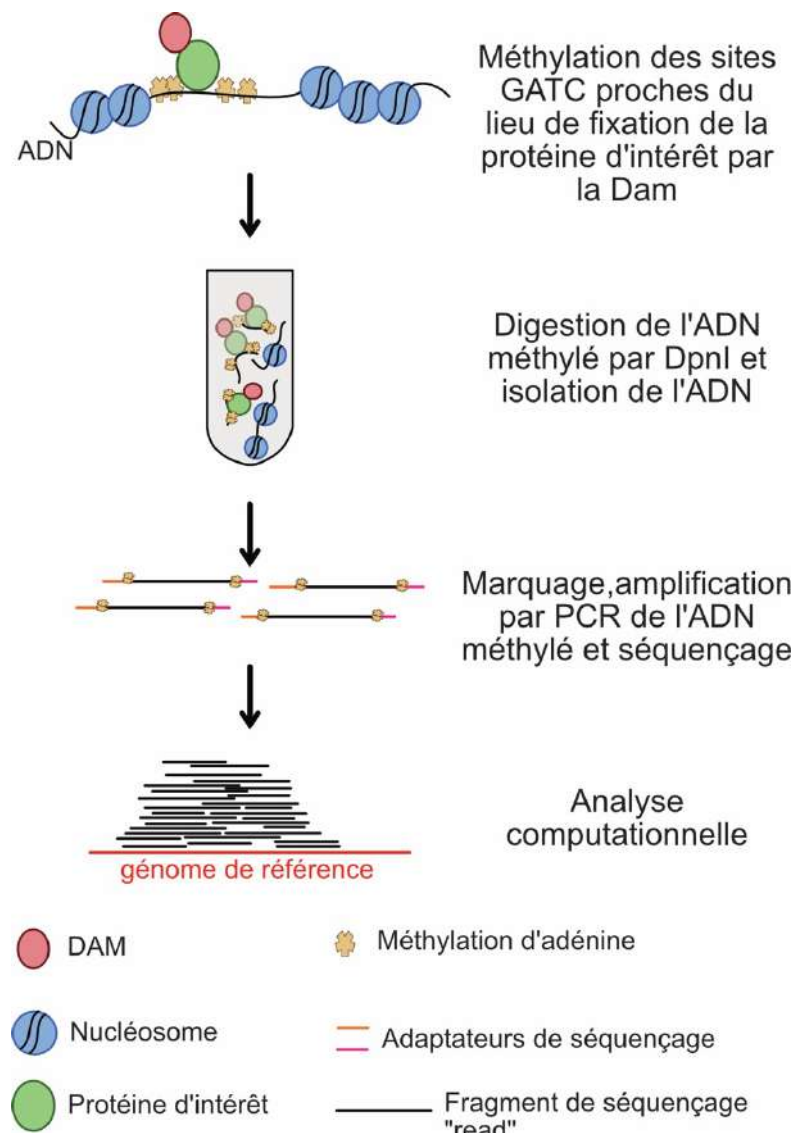 Méthylation des sites
GATC proches du
lieu de fixation de la
protéine d'intérêt par
la Dam
ADN
Digestion de l'ADN
méthylé par DpnI et
isolation de l'ADN
Marquage,amplification
par PCR de l'ADN
méthylé et séquençage
Analyse
computationnelle
génome de référence
DAM
Méthylation d'adénine
Nucléosome
Adaptateurs de séquençage
Protéine d'intérêt
Fragment de séquençage
"read"